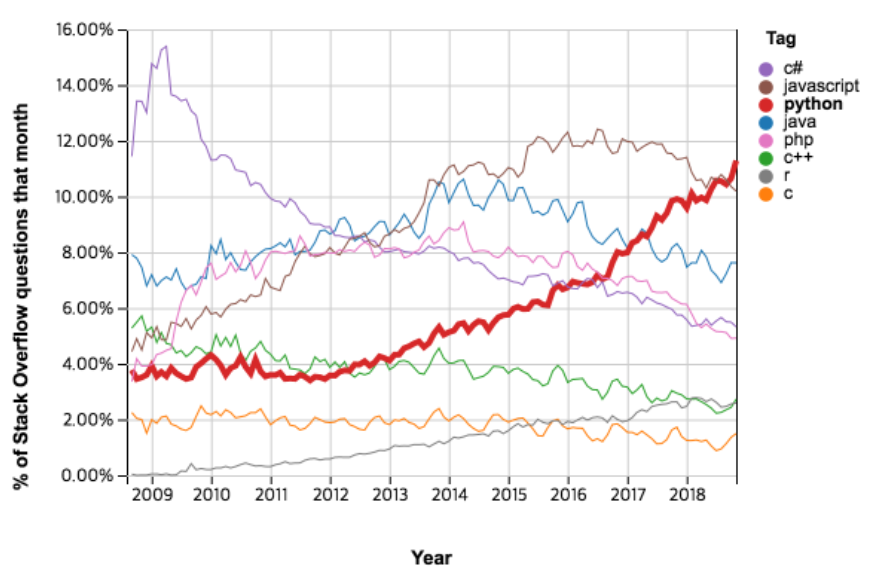 % of Stack Overflow questions that month
16.00%
14.00%
12.00%
10.00%
8.00%
6.00%
4.00%
2.00%
0.00%
2009 2010 2011 2012 2013 2014 2015 2016 2017 2018
Year
Tag
c#
javascript
python
java
php
c++
r
c